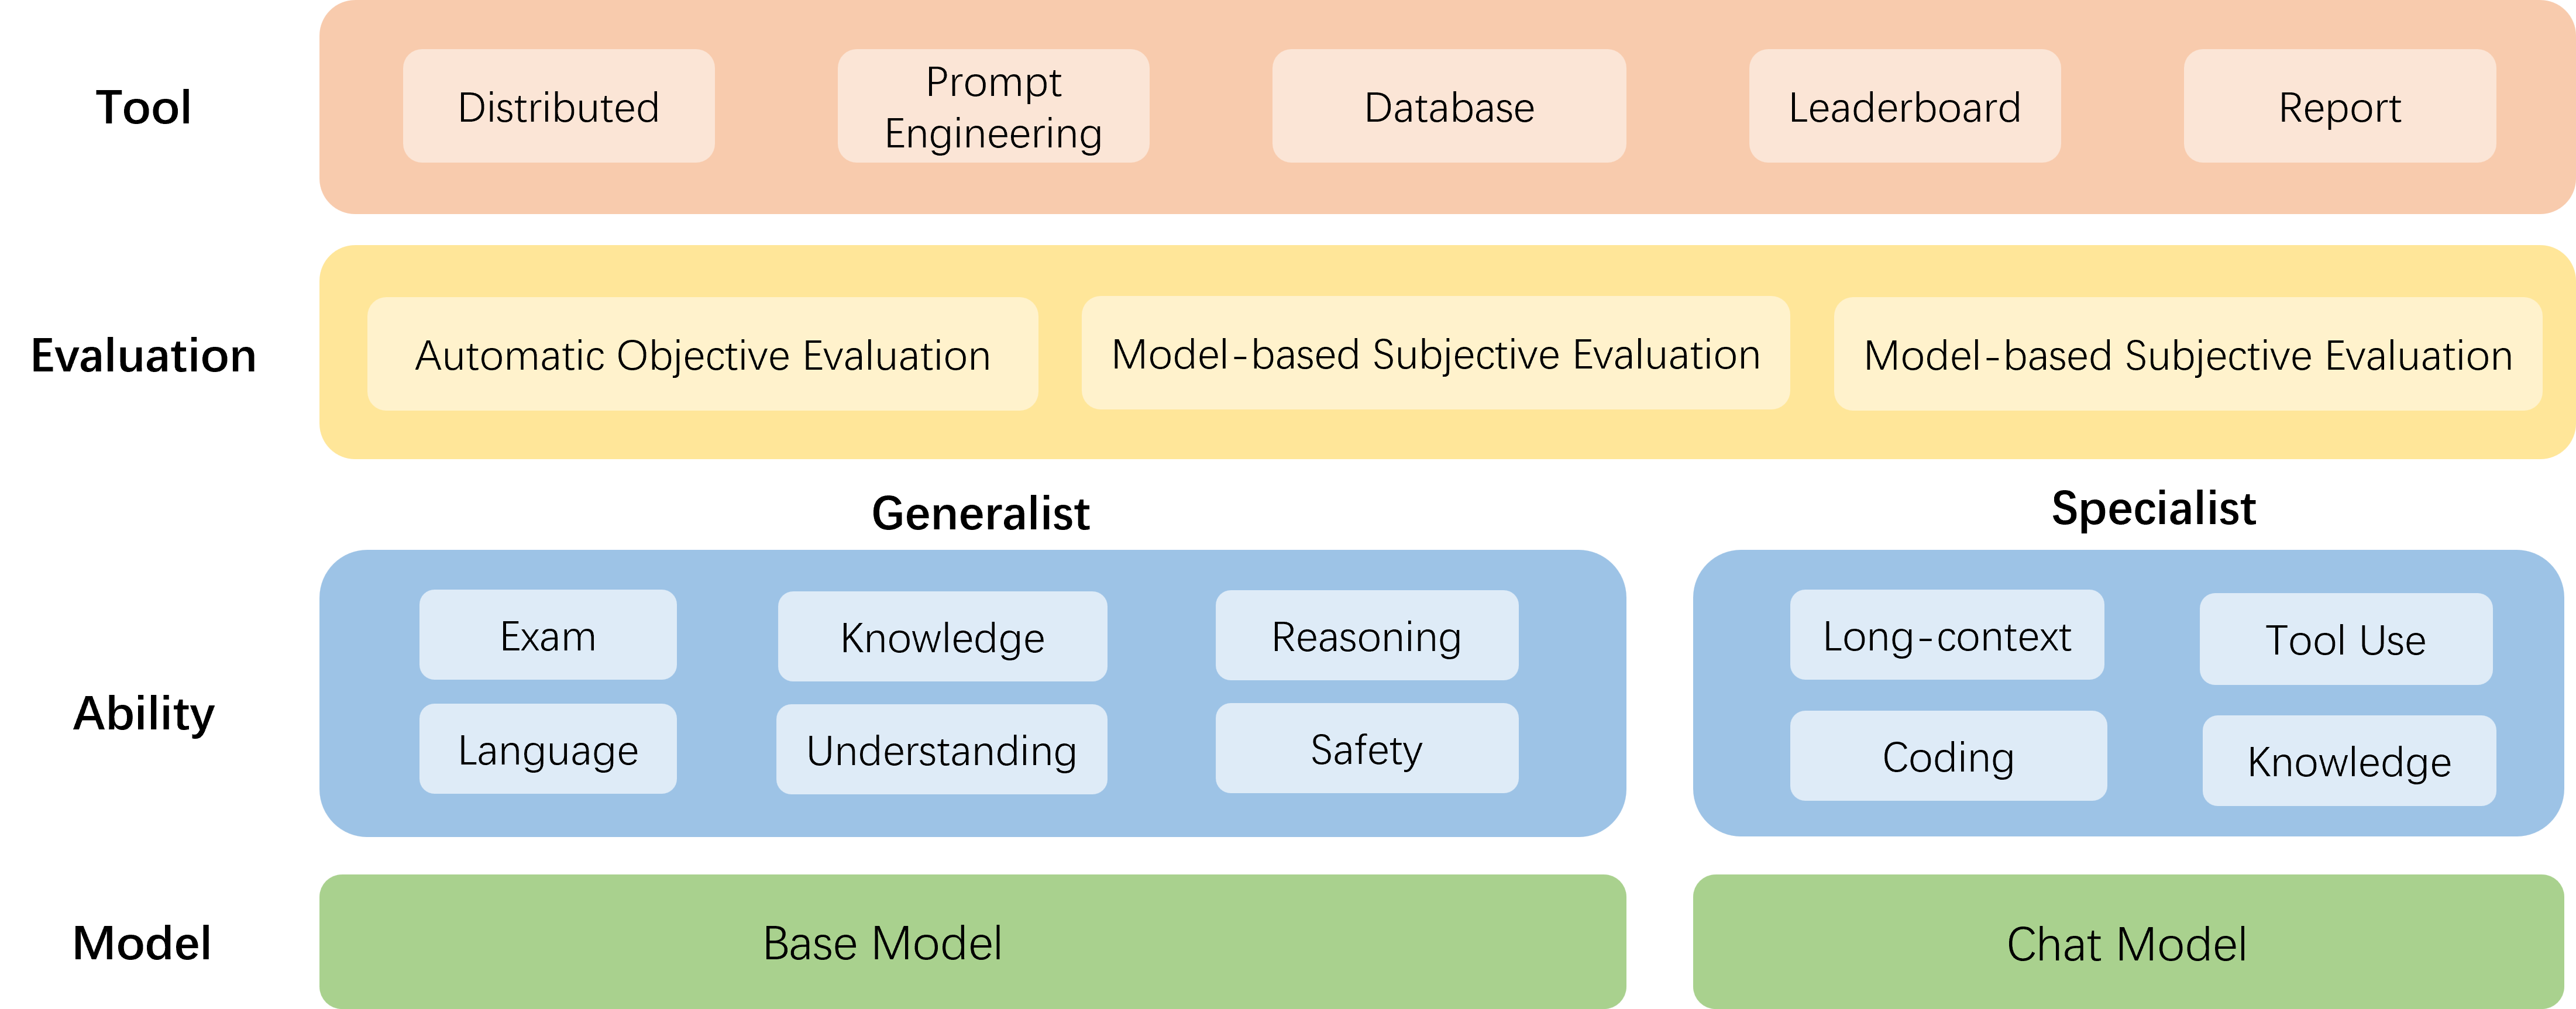 Tool
Distributed
Prompt
Engineering
Database
Leaderboard
Report
Evaluation
Automatic Objective Evaluation
Model-based Subjective Evaluation
Model-based Subjective Evaluation
Generalist
Specialist
Ability
Exam
Knowledge
Reasoning
Language
Understanding
Safety
Long-context
Tool Use
Coding
Knowledge
Model
Base Model
Chat Model